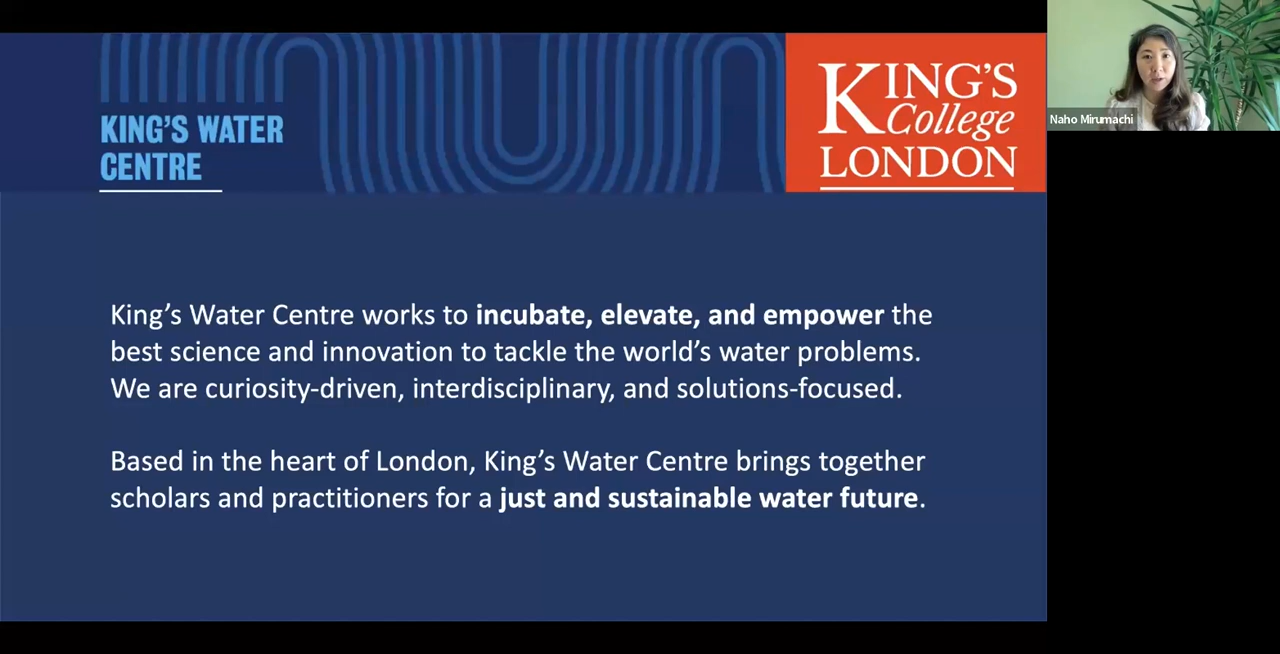 KING'S WATER
CENTRE
KING'S
College
LONDON
Naho Mirumachi
King's Water Centre works to incubate, elevate, and empower the
best science and innovation to tackle the world's water problems.
We are curiosity-driven, interdisciplinary, and solutions-focused.
Based in the heart of London, King's Water Centre brings together
scholars and practitioners for a just and sustainable water future.